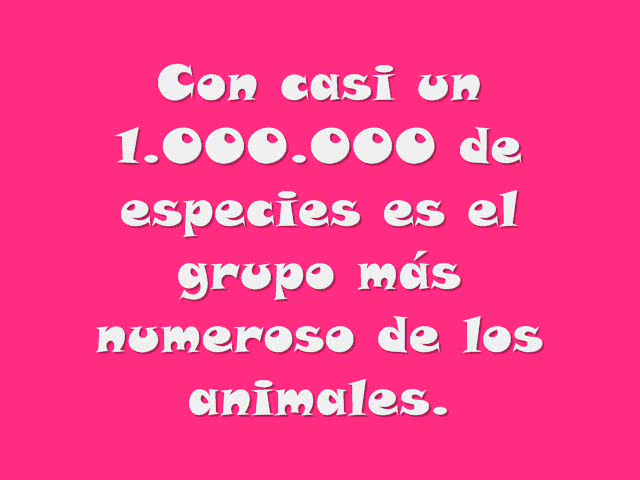 Con casi un
1.000.000 de
especies es el
grupo más
numeroso de los
animales.